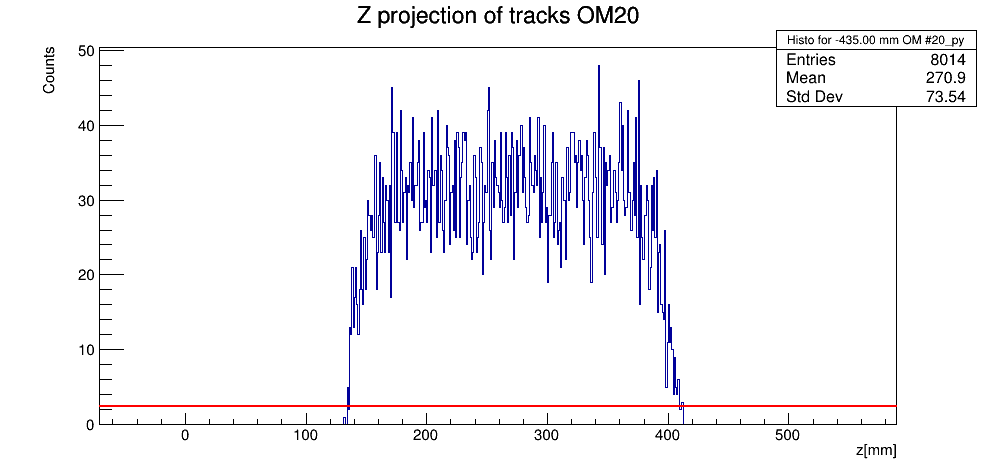 Z projection of tracks OM20
Histo for -435.00 mm OM #20_py
Entries 8014
Mean 270.9
Std Dev 73.54
Counts
50
40
30
20
10
0
0 100 200 300 400 500
z[mm]